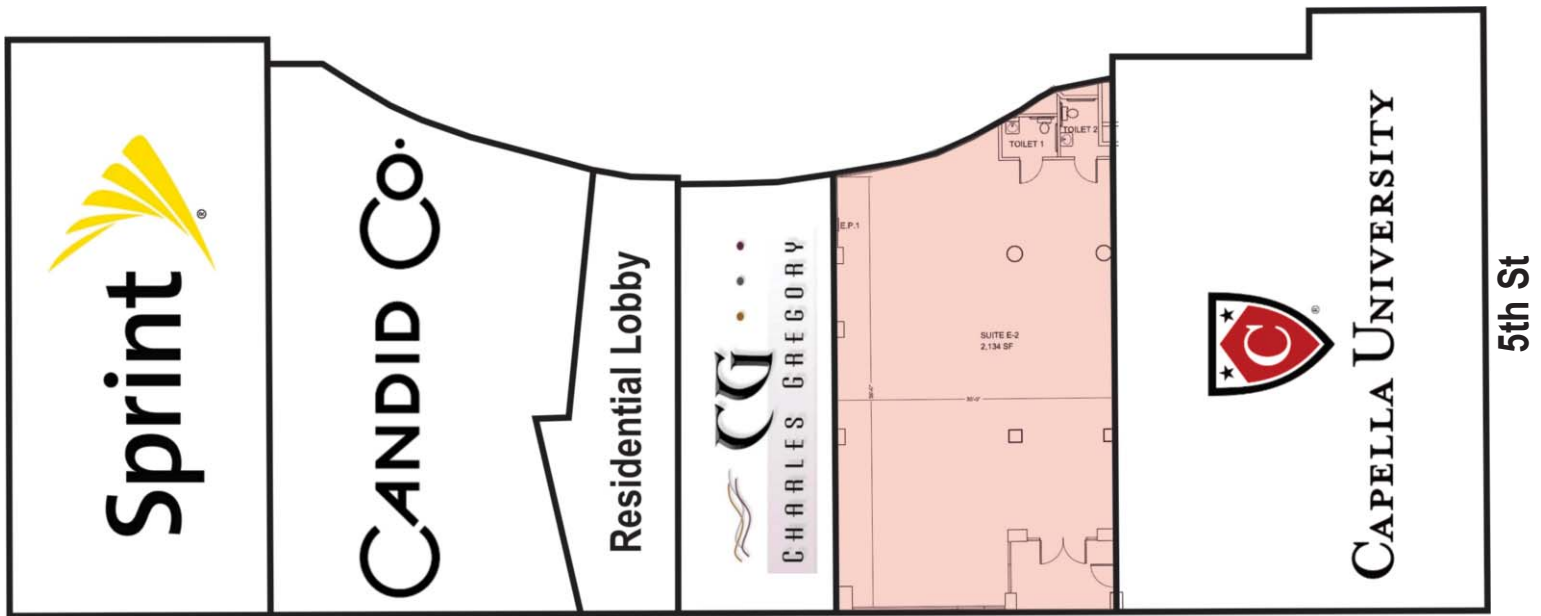 Sprint
®
CANDID CO.
Residential Lobby
CG
CHARLES GREGORY
E.P.1
TOILET 1
TOILET 2
SUITE E-2
2,134 SF
C
®
CAPELLA UNIVERSITY
5th St